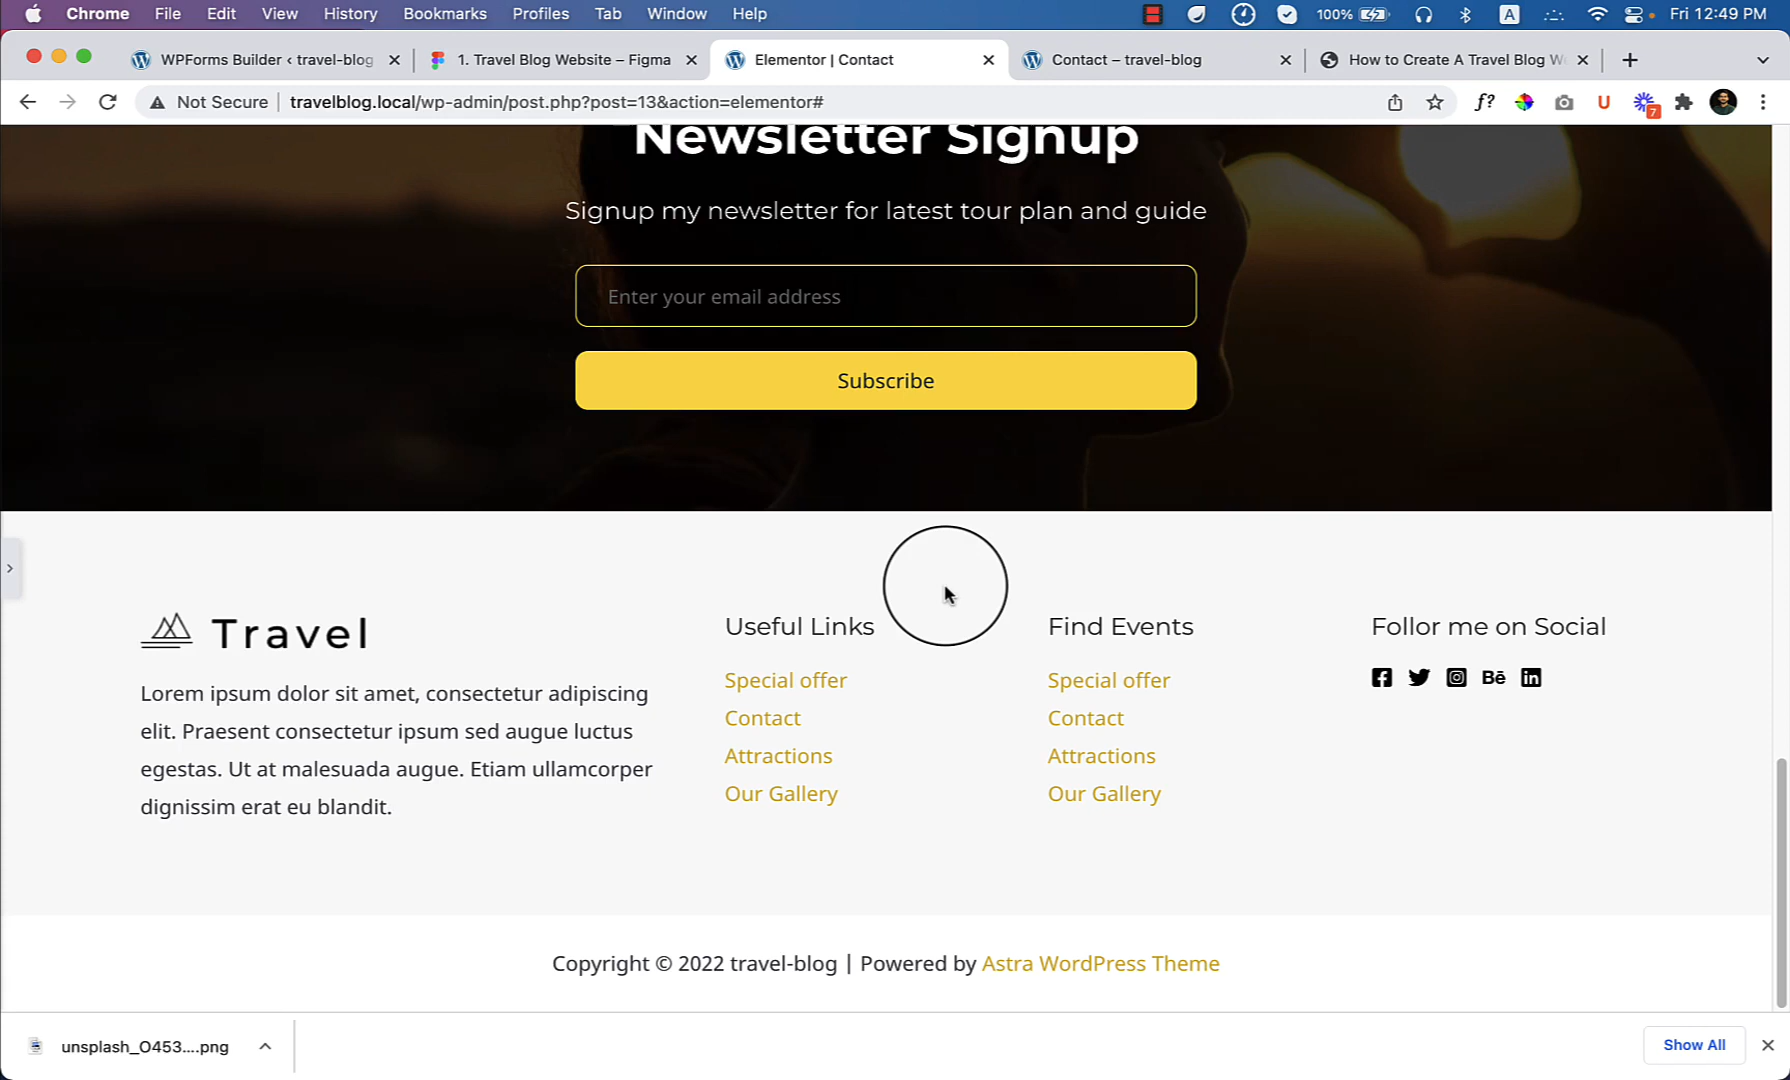 Chrome File Edit View History Bookmarks Profiles Tab Window Help 100% A Fri 12:49 PM
WPForms Builder ‹ travel-blog 1. Travel Blog Website – Figma Elementor | Contact Contact – travel-blog How to Create A Travel Blog W
Not Secure travelblog.local/wp-admin/post.php?post=13&action=elementor# f? U 7
Newsletter Signup
Signup my newsletter for latest tour plan and guide
Enter your email address
Subscribe
Travel
Lorem ipsum dolor sit amet, consectetur adipiscing
elit. Praesent consectetur ipsum sed augue luctus
egestas. Ut at malesuada augue. Etiam ullamcorper
dignissim erat eu blandit.
Useful Links
Special offer
Contact
Attractions
Our Gallery
Find Events
Special offer
Contact
Attractions
Our Gallery
Follor me on Social
Bē in
Copyright © 2022 travel-blog | Powered by Astra WordPress Theme
unsplash_O453....png Show All